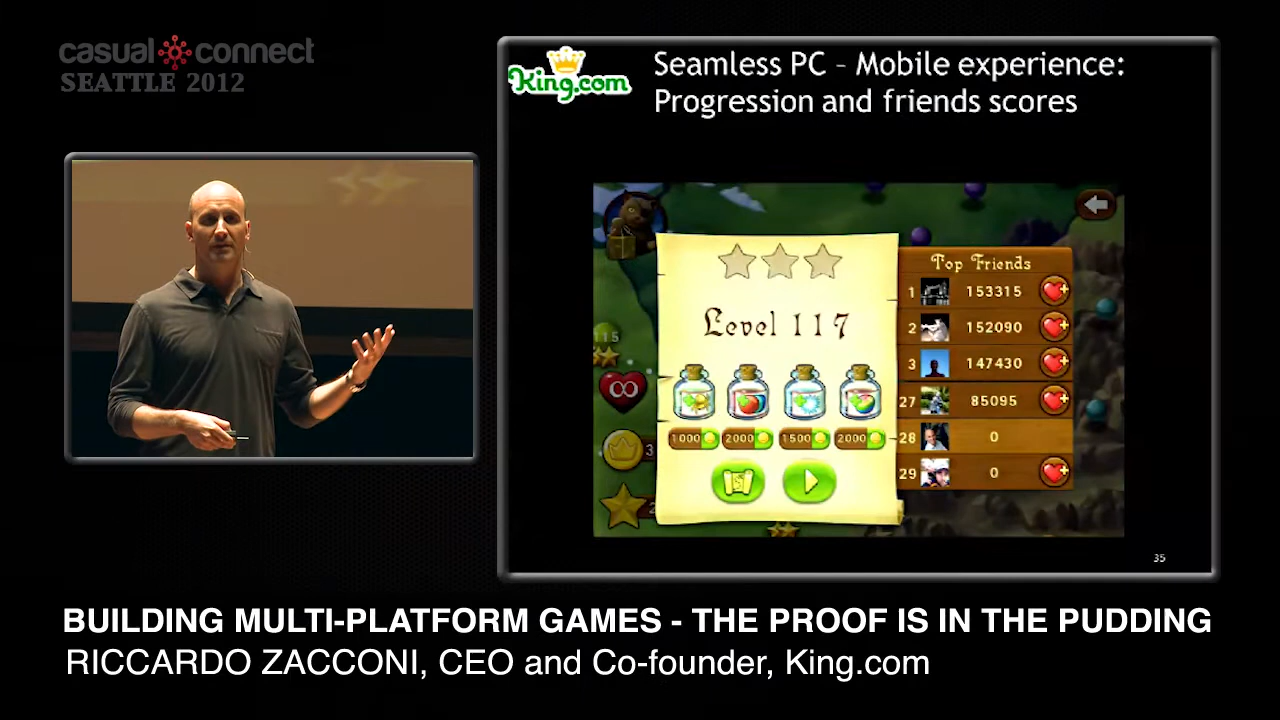 casual connect
SEATTLE 2012
King.com
Seamless PC – Mobile experience:
Progression and friends scores
Top Friends
1 153315
2 152090
3 147430
27 85095
28 0
29 0
Level 117
115
3
1000 2000 1500 2000
35
BUILDING MULTI-PLATFORM GAMES - THE PROOF IS IN THE PUDDING
RICCARDO ZACCONI, CEO and Co-founder, King.com